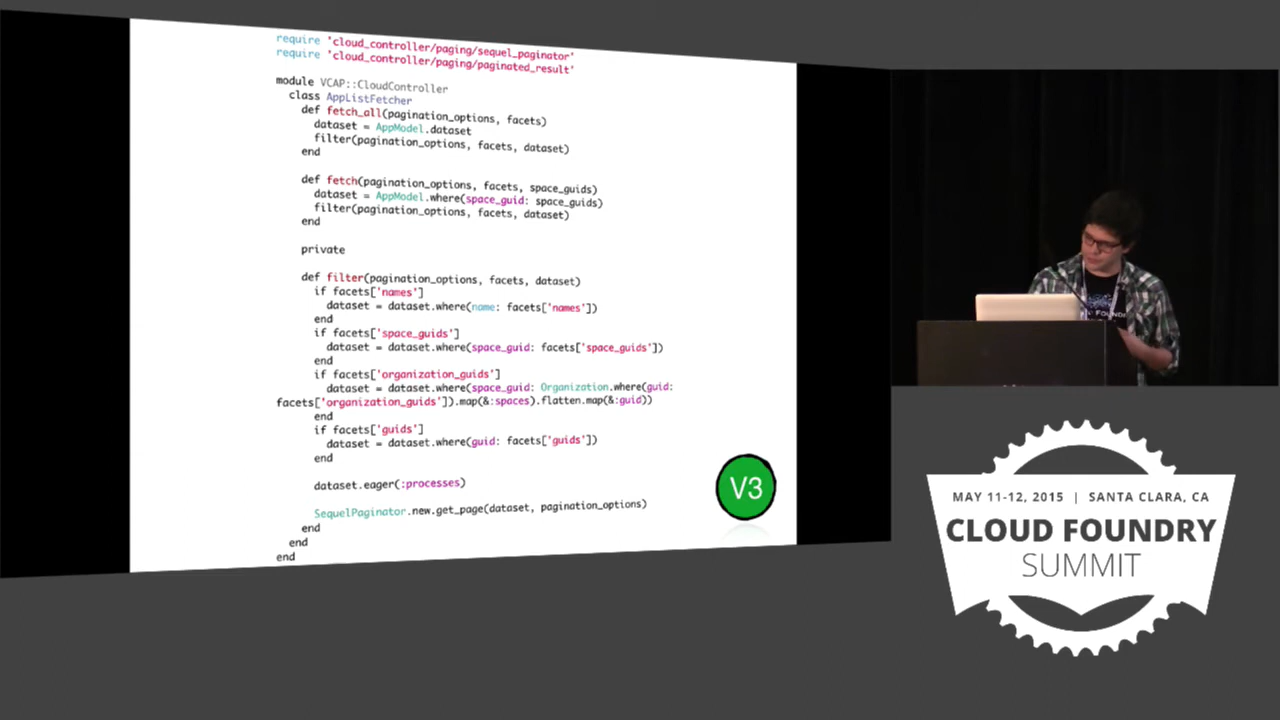 require 'cloud_controller/paging/sequel_paginator'
require 'cloud_controller/paging/paginated_result'
module VCAP::CloudController
class AppListFetcher
def fetch_all(pagination_options, facets)
dataset = AppModel.dataset
filter(pagination_options, facets, dataset)
end
def fetch(pagination_options, facets, space_guids)
dataset = AppModel.where(space_guid: space_guids)
filter(pagination_options, facets, dataset)
end
private
def filter(pagination_options, facets, dataset)
if facets['names']
dataset = dataset.where(name: facets['names'])
end
if facets['space_guids']
dataset = dataset.where(space_guid: facets['space_guids'])
end
if facets['organization_guids']
dataset = dataset.where(space_guid: Organization.where(guid:
facets['organization_guids']).map(&:spaces).flatten.map(&:guid))
end
if facets['guids']
dataset = dataset.where(guid: facets['guids'])
end
dataset.eager(:processes)
SequelPaginator.new.get_page(dataset, pagination_options)
end
end
end
V3
MAY 11-12, 2015 | SANTA CLARA, CA
CLOUD FOUNDRY
SUMMIT